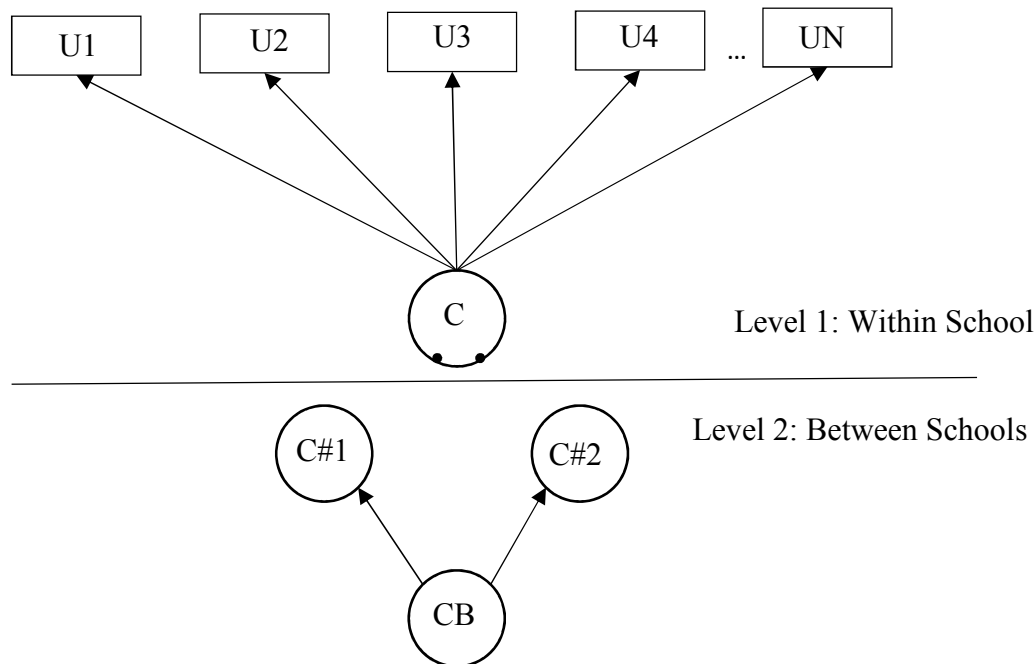 U1 U2 U3 U4 ... UN
C
Level 1: Within School
C#1 C#2
Level 2: Between Schools
CB